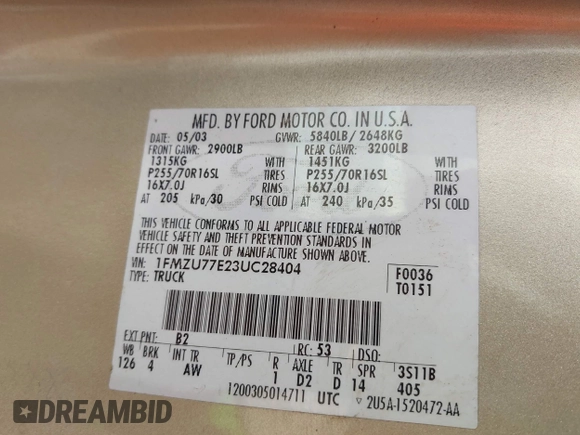 MFD. BY FORD MOTOR CO. IN U.S.A.
DATE: 05/03 GVWR: 5840LB/ 2648KG
FRONT GAWR: 2900LB REAR GAWR: 3200LB
1315KG WITH 1451KG WITH
P255/70R16SL TIRES P255/70R16SL TIRES
16X7.0J RIMS 16X7.0J RIMS
AT 205 kPa/30 PSI COLD AT 240 kPa/35 PSI COLD
THIS VEHICLE CONFORMS TO ALL APPLICABLE FEDERAL MOTOR
VEHICLE SAFETY AND THEFT PREVENTION STANDARDS IN
EFFECT ON THE DATE OF MANUFACTURE SHOWN ABOVE.
VIN: 1FMZU77E23UC28404 F0036
TYPE: TRUCK T0151
EXT PNT: B2 RC: 53 DSO:
WB BRK INT TR TP/PS R AXLE TR SPR 3S11B
126 4 AW 1 D2 D 14 405
1200305014711 UTC ▽ 2U5A-1520472-AA
DREAMBID